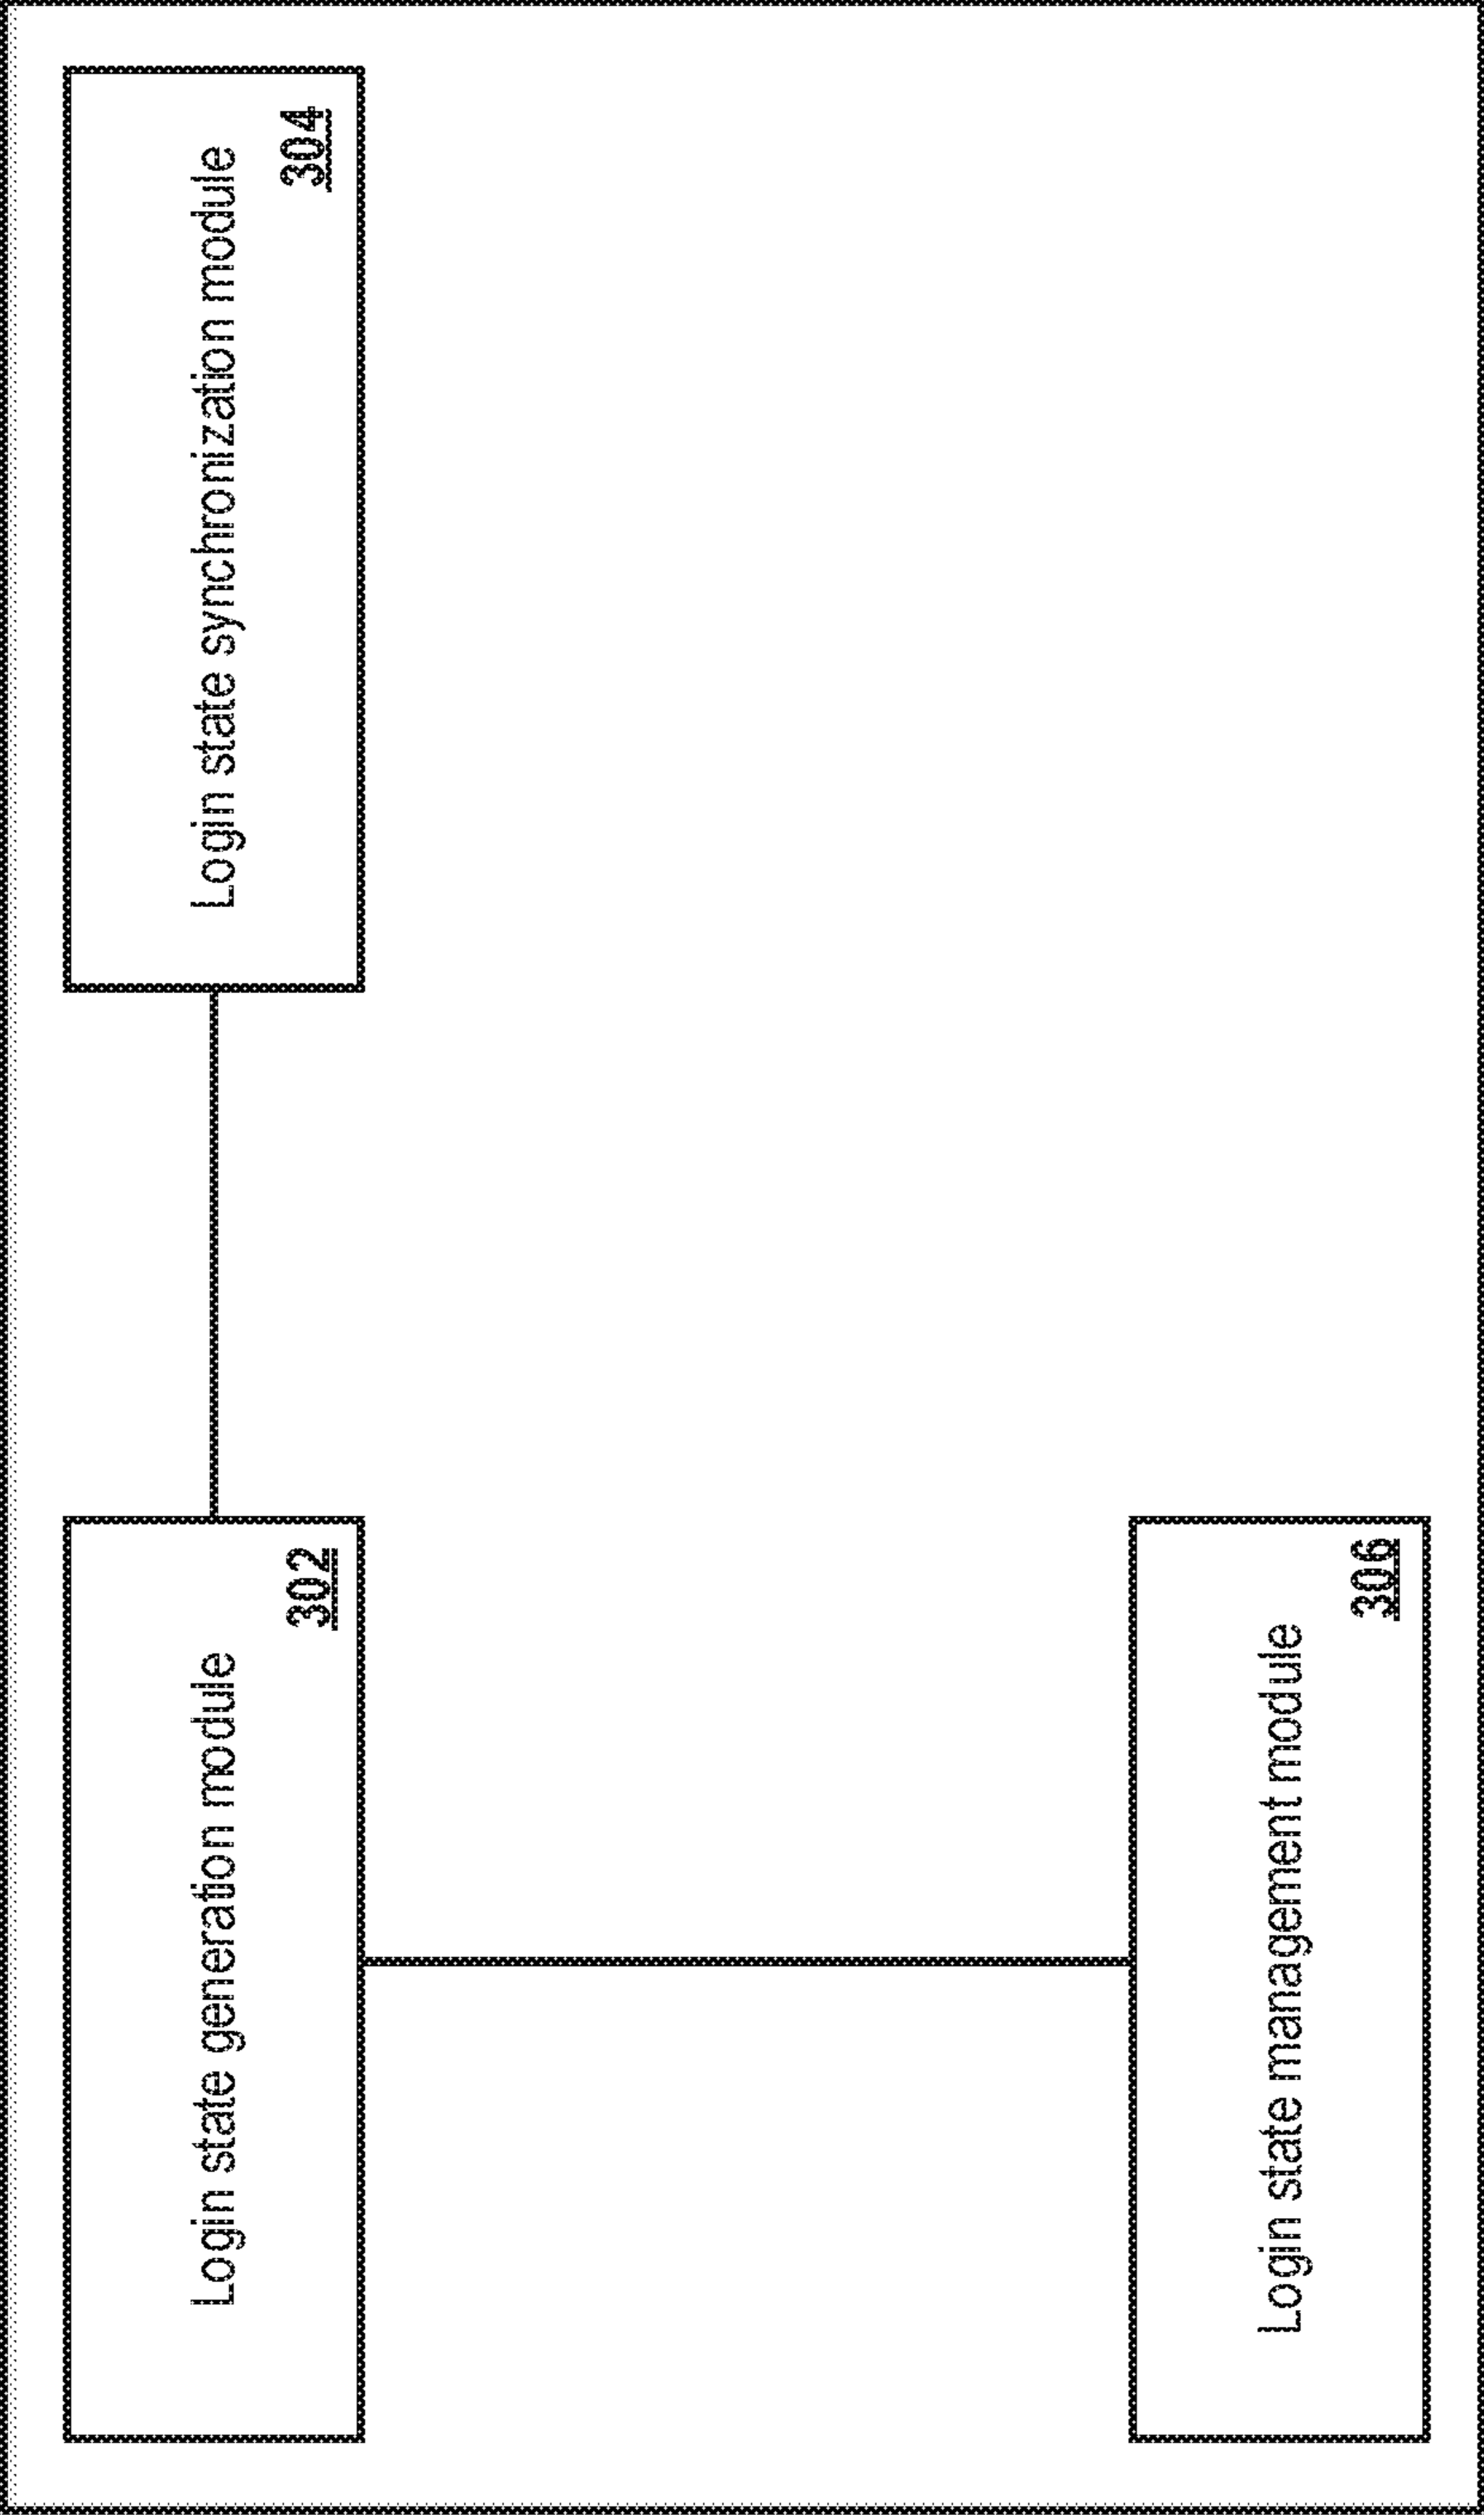 Login state generation module
302
Login state synchronization module
304
Login state management module
306